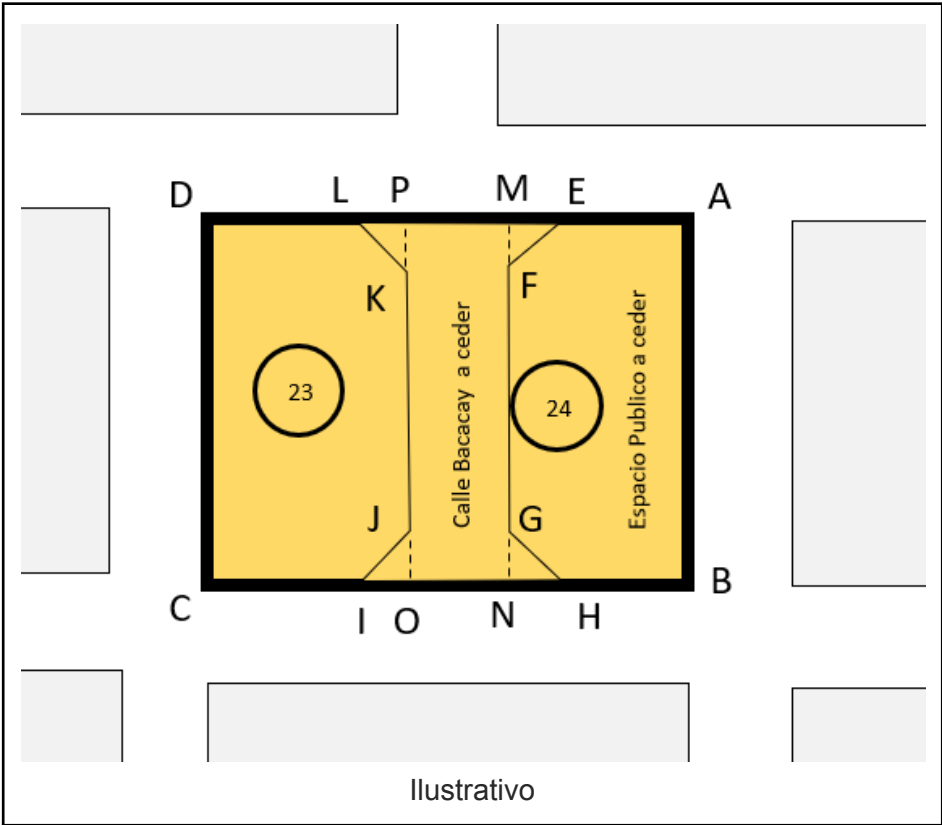 D L P M E A
K F
23 24
Calle Bacacay a ceder
Espacio Publico a ceder
J G
C I O N H B
Ilustrativo